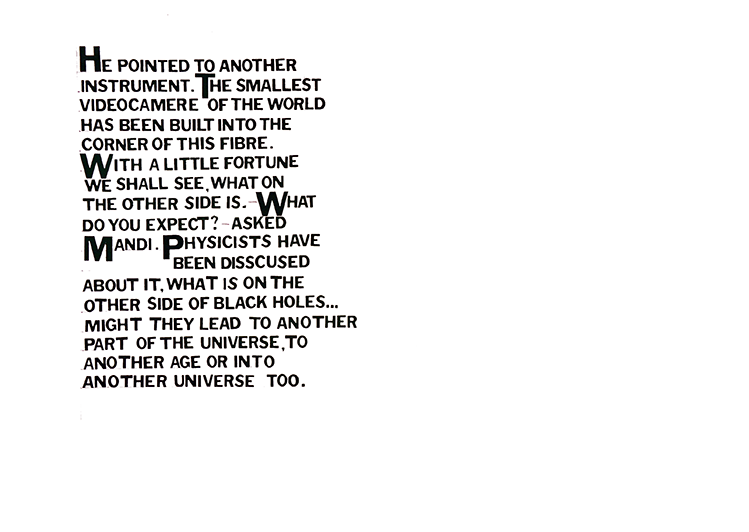 HE POINTED TO ANOTHER
INSTRUMENT. THE SMALLEST
VIDEOCAMERE OF THE WORLD
HAS BEEN BUILT INTO THE
CORNER OF THIS FIBRE.
WITH A LITTLE FORTUNE
WE SHALL SEE, WHAT ON
THE OTHER SIDE IS. - WHAT
DO YOU EXPECT? - ASKED
MANDI. PHYSICISTS HAVE
BEEN DISSCUSED
ABOUT IT, WHAT IS ON THE
OTHER SIDE OF BLACK HOLES...
MIGHT THEY LEAD TO ANOTHER
PART OF THE UNIVERSE, TO
ANOTHER AGE OR INTO
ANOTHER UNIVERSE TOO.